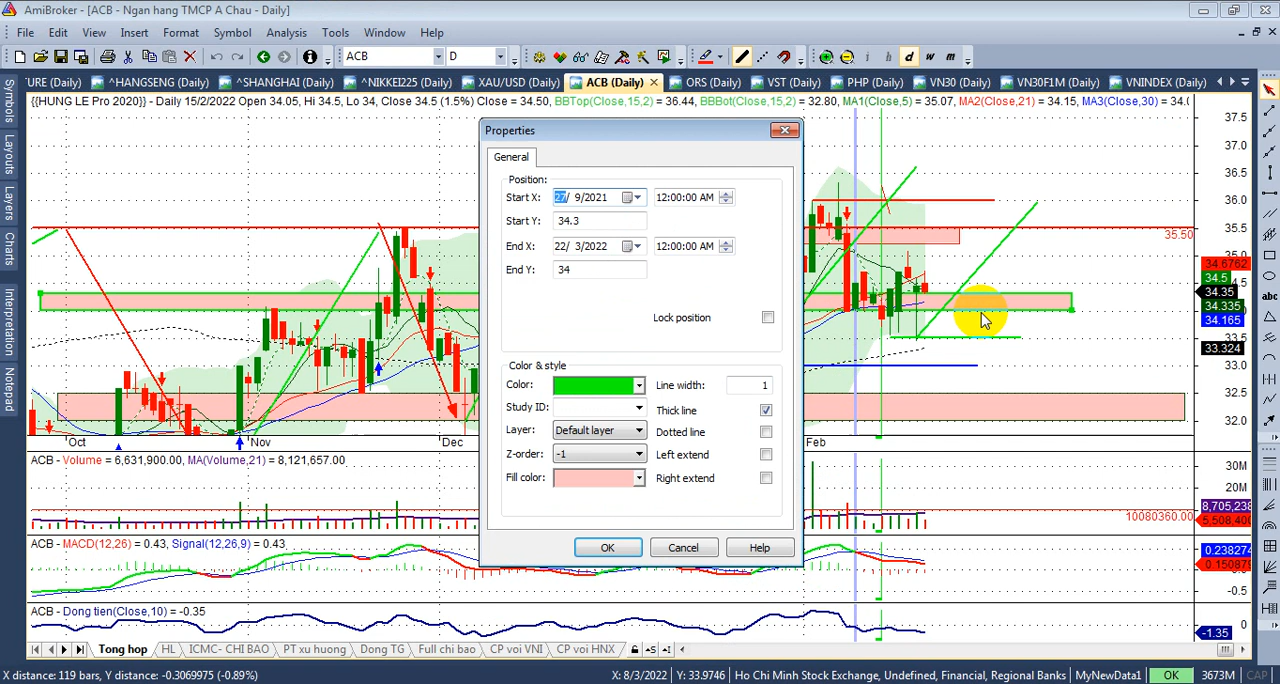 AmiBroker - [ACB - Ngan hang TMCP A Chau - Daily]
File Edit View Insert Format Symbol Analysis Tools Window Help
ACB D i h d w m
'URE (Daily) ^HANGSENG (Daily) ^SHANGHAI (Daily) ^NIKKEI225 (Daily) XAU/USD (Daily) ACB (Daily) ORS (Daily) VST (Daily) PHP (Daily) VN30 (Daily) VN30F1M (Daily) VNINDEX (Daily)
{{HUNG LE Pro 2020}} - Daily 15/2/2022 Open 34.05, Hi 34.5, Lo 34, Close 34.5 (1.5%) Close = 34.50, BBTop(Close,15,2) = 36.44, BBBot(Close,15,2) = 32.80, MA1(Close,5) = 35.07, MA2(Close,21) = 34.15, MA3(Close,30) = 34.0
Symbols
Layouts
Layers
Charts
Interpretation
Notepad
Properties
General
Position:
Start X: 27/ 9/2021 12:00:00 AM
Start Y: 34.3
End X: 22/ 3/2022 12:00:00 AM
End Y: 34
Lock position
Color & style
Color: Line width: 1
Study ID: Thick line
Layer: Default layer Dotted line
Z-order: -1 Left extend
Fill color: Right extend
OK Cancel Help
37.5
37.0
36.5
36.0
35.5
35.50
35.0
34.6762
34.5
34.35
34.335
34.165
33.5
33.324
33.0
32.5
32.0
Oct Nov Dec Feb
ACB - Volume = 6,631,900.00, MA(Volume,21) = 8,121,657.00
30M
20M
8,705,238
10080360.00
5,508,400
ACB - MACD(12,26) = 0.43, Signal(12,26,9) = 0.43
0.238274
0.150879
-0.5
ACB - Dong tien(Close,10) = -0.35
0
-1.35
Tong hop HL ICMC- CHI BAO PT xu huong Dong TG Full chi bao CP voi VNI CP voi HNX
X distance: 119 bars, Y distance: -0.3069975 (-0.89%) X: 8/3/2022 Y: 33.9746 Ho Chi Minh Stock Exchange, Undefined, Financial, Regional Banks MyNewData1 OK 3673M CAP
abc